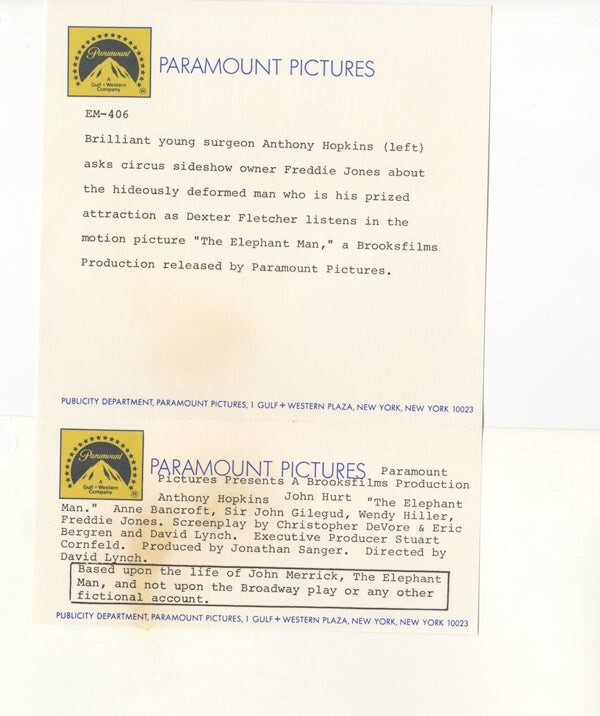 Paramount
A
Gulf+Western
Company
®
PARAMOUNT PICTURES
EM-406
Brilliant young surgeon Anthony Hopkins (left)
asks circus sideshow owner Freddie Jones about
the hideously deformed man who is his prized
attraction as Dexter Fletcher listens in the
motion picture "The Elephant Man," a Brooksfilms
Production released by Paramount Pictures.
PUBLICITY DEPARTMENT, PARAMOUNT PICTURES, 1 GULF+WESTERN PLAZA, NEW YORK, NEW YORK 10023
Paramount
A
Gulf+Western
Company
®
PARAMOUNT PICTURES Paramount
Pictures Presents A Brooksfilms Production
Anthony Hopkins John Hurt "The Elephant
Man." Anne Bancroft, Sir John Gilegud, Wendy Hiller,
Freddie Jones. Screenplay by Christopher DeVore & Eric
Bergren and David Lynch. Executive Producer Stuart
Cornfeld. Produced by Jonathan Sanger. Directed by
David Lynch.
Based upon the life of John Merrick, The Elephant
Man, and not upon the Broadway play or any other
fictional account.
PUBLICITY DEPARTMENT, PARAMOUNT PICTURES, 1 GULF+WESTERN PLAZA, NEW YORK, NEW YORK 10023